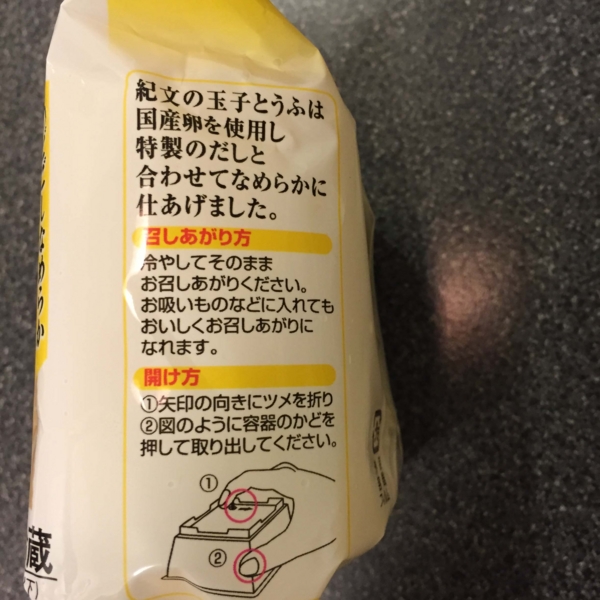 紀文の玉子とうふは
国産卵を使用し
特製のだしと
合わせてなめらかに
仕あげました。
召しあがり方
冷やしてそのまま
お召しあがりください。
お吸いものなどに入れても
おいしくお召しあがりに
なれます。
開け方
①矢印の向きにツメを折り
②図のように容器のかどを
押して取り出してください。
①
②
蔵